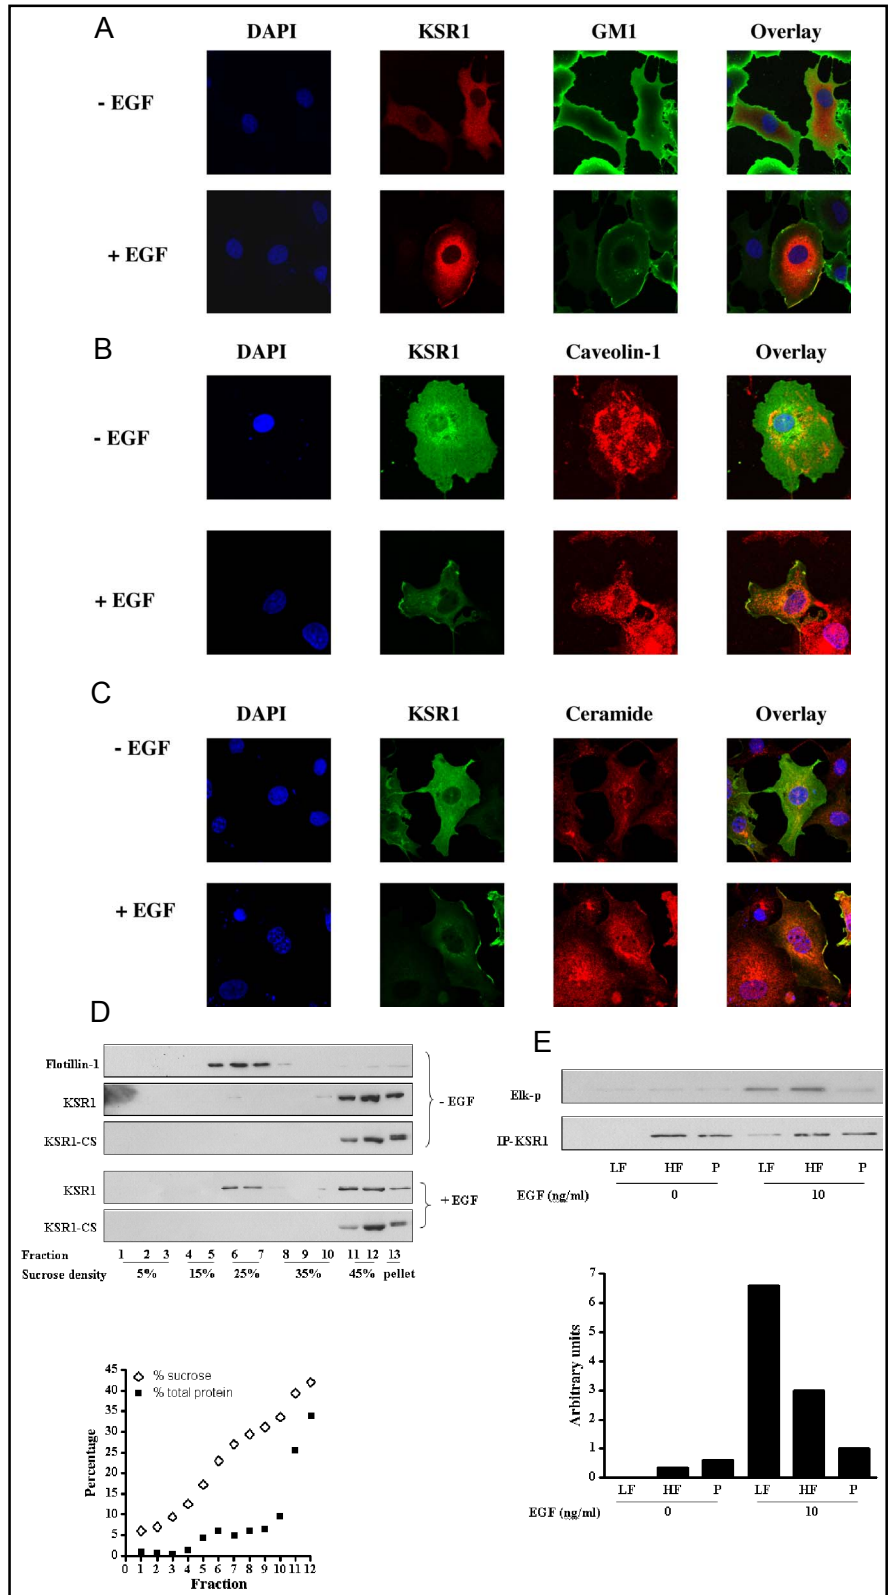 A
DAPI KSR1 GM1 Overlay
- EGF
+ EGF
B
DAPI KSR1 Caveolin-1 Overlay
- EGF
+ EGF
C
DAPI KSR1 Ceramide Overlay
- EGF
+ EGF
D
Flotillin-1
KSR1
KSR1-CS
- EGF
KSR1
KSR1-CS
+ EGF
Fraction 1 2 3 4 5 6 7 8 9 10 11 12 13
Sucrose density 5% 15% 25% 35% 45% pellet
45
40
35
30
25
20
15
10
5
0
Percentage
% sucrose
% total protein
0 1 2 3 4 5 6 7 8 9 10 11 12
Fraction
E
Elk-p
IP-KSR1
LF HF P LF HF P
EGF (ng/ml) 0 10
7
6
5
4
3
2
1
0
Arbitrary units
LF HF P LF HF P
EGF (ng/ml) 0 10